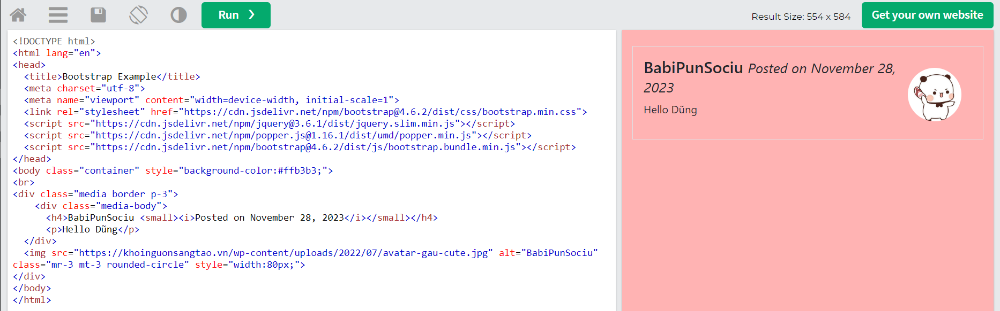 Run ❯
Result Size: 554 x 584
Get your own website
<!DOCTYPE html>
<html lang="en">
<head>
  <title>Bootstrap Example</title>
  <meta charset="utf-8">
  <meta name="viewport" content="width=device-width, initial-scale=1">
  <link rel="stylesheet" href="https://cdn.jsdelivr.net/npm/bootstrap@4.6.2/dist/css/bootstrap.min.css">
  <script src="https://cdn.jsdelivr.net/npm/jquery@3.6.1/dist/jquery.slim.min.js"></script>
  <script src="https://cdn.jsdelivr.net/npm/popper.js@1.16.1/dist/umd/popper.min.js"></script>
  <script src="https://cdn.jsdelivr.net/npm/bootstrap@4.6.2/dist/js/bootstrap.bundle.min.js"></script>
</head>
<body class="container" style="background-color:#ffb3b3;">
<br>
<div class="media border p-3">
    <div class="media-body">
      <h4>BabiPunSociu <small><i>Posted on November 28, 2023</i></small></h4>
      <p>Hello Dũng</p>
  </div>
  <img src="https://khoinguonsangtao.vn/wp-content/uploads/2022/07/avatar-gau-cute.jpg" alt="BabiPunSociu"
class="mr-3 mt-3 rounded-circle" style="width:80px;">
</div>
</body>
</html>
BabiPunSociu Posted on November 28,
2023
Hello Dũng